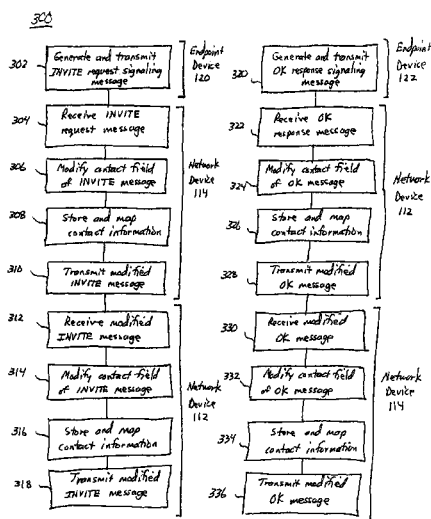 300
302
Generate and transmit
INVITE request signaling
message
Endpoint
Device
120
304
Receive INVITE
request message
306
Modify contact field
of INVITE message
308
Store and map
contact information
310
Transmit modified
INVITE message
Network
Device
114
312
Receive modified
INVITE message
314
Modify contact field
of INVITE message
316
Store and map
contact information
318
Transmit modified
INVITE message
Network
Device
112
320
Generate and transmit
OK response signaling
message
Endpoint
Device
122
322
Receive OK
response message
324
Modify contact field
of OK message
326
Store and map
contact information
328
Transmit modified
OK message
Network
Device
112
330
Receive modified
OK message
332
Modify contact field
of OK message
334
Store and map
contact information
336
Transmit modified
OK message
Network
Device
114